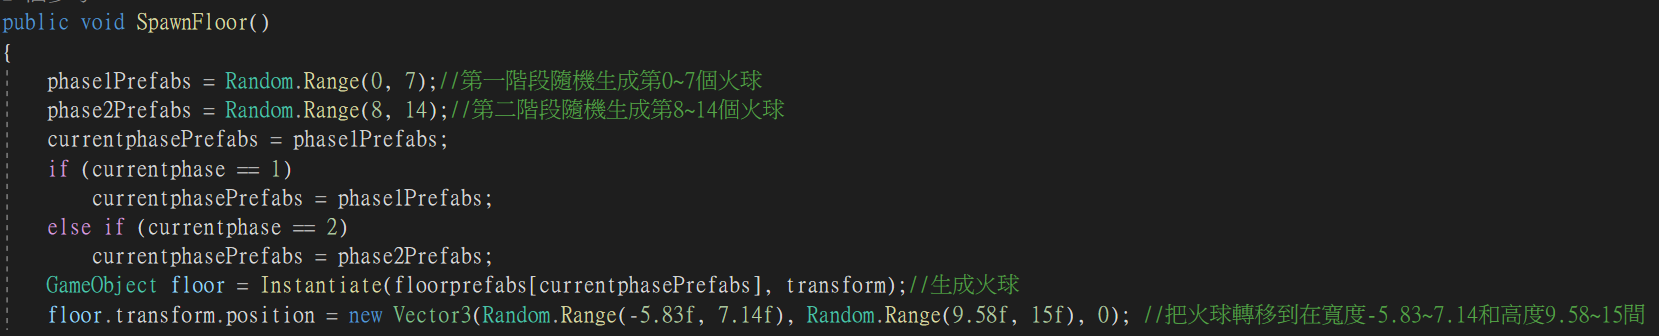 public void SpawnFloor()
{
phase1Prefabs = Random.Range(0, 7);//第一階段隨機生成第0~7個火球
phase2Prefabs = Random.Range(8, 14);//第二階段隨機生成第8~14個火球
currentphasePrefabs = phase1Prefabs;
if (currentphase == 1)
currentphasePrefabs = phase1Prefabs;
else if (currentphase == 2)
currentphasePrefabs = phase2Prefabs;
GameObject floor = Instantiate(floorprefabs[currentphasePrefabs], transform);//生成火球
floor.transform.position = new Vector3(Random.Range(-5.83f, 7.14f), Random.Range(9.58f, 15f), 0); //把火球轉移到在寬度-5.83~7.14和高度9.58~15間